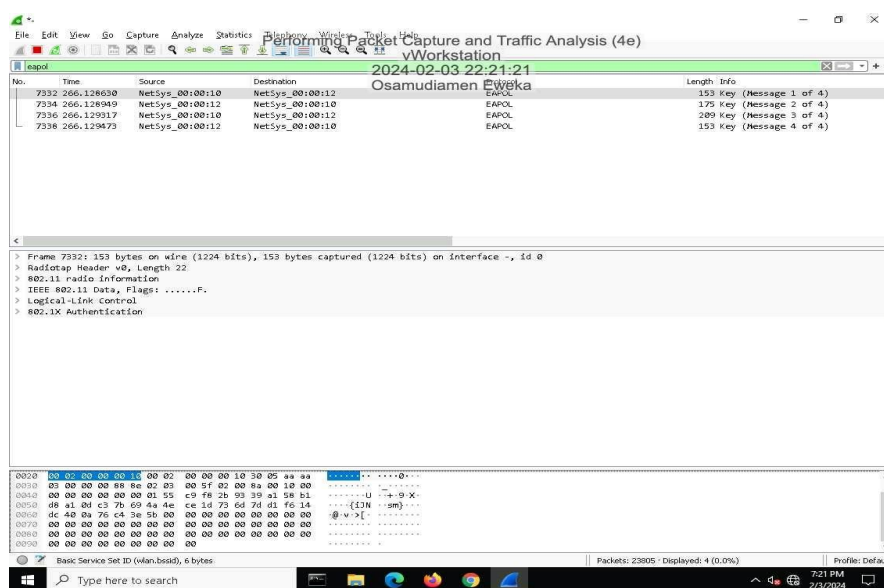 *-
File Edit View Go Capture Analyze Statistics Telephony Wireless Tools Help
Performing Packet Capture and Traffic Analysis (4e)
vWorkstation
2024-02-03 22:21:21
Osamudiamen Eweka
eapol
No. Time Source Destination Protocol Length Info
7332 266.128630 NetSys_00:00:10 NetSys_00:00:12 EAPOL 153 Key (Message 1 of 4)
7334 266.128949 NetSys_00:00:12 NetSys_00:00:10 EAPOL 175 Key (Message 2 of 4)
7336 266.129317 NetSys_00:00:10 NetSys_00:00:12 EAPOL 209 Key (Message 3 of 4)
7338 266.129473 NetSys_00:00:12 NetSys_00:00:10 EAPOL 153 Key (Message 4 of 4)
> Frame 7332: 153 bytes on wire (1224 bits), 153 bytes captured (1224 bits) on interface -, id 0
> Radiotap Header v0, Length 22
> 802.11 radio information
> IEEE 802.11 Data, Flags: ......F.
> Logical-Link Control
> 802.1X Authentication
0020 00 02 00 00 00 10 00 02 00 00 00 10 30 05 aa aa ········ ····0···
0030 03 00 00 00 88 8e 02 03 00 5f 02 00 8a 00 10 00 ········ ·_······
0040 00 00 00 00 00 00 01 55 c9 f8 2b 93 39 a1 58 b1 ·······U ··+·9·X·
0050 d8 a1 0d c3 7b 69 4a 4e ce 1d 73 6d 7d d1 f6 14 ····{iJN ··sm}···
0060 dc 40 0a 76 c4 3e 5b 00 00 00 00 00 00 00 00 00 ·@·v·>[· ········
0070 00 00 00 00 00 00 00 00 00 00 00 00 00 00 00 00 ········ ········
0080 00 00 00 00 00 00 00 00 00 00 00 00 00 00 00 00 ········ ········
0090 00 00 00 00 00 00 00 00 00 ········ ·
Basic Service Set ID (wlan.bssid), 6 bytes Packets: 23805 · Displayed: 4 (0.0%) Profile: Defau
Type here to search 7:21 PM
2/3/2024